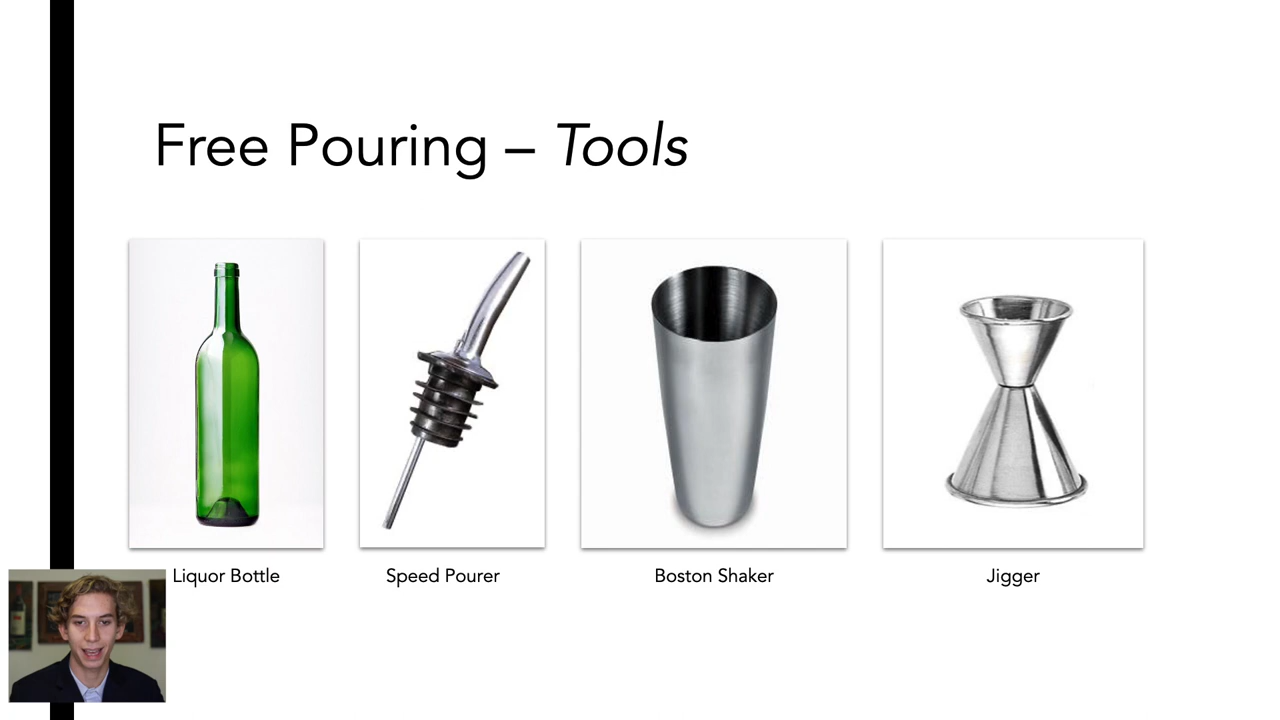 Free Pouring – Tools
Liquor Bottle
Speed Pourer
Boston Shaker
Jigger